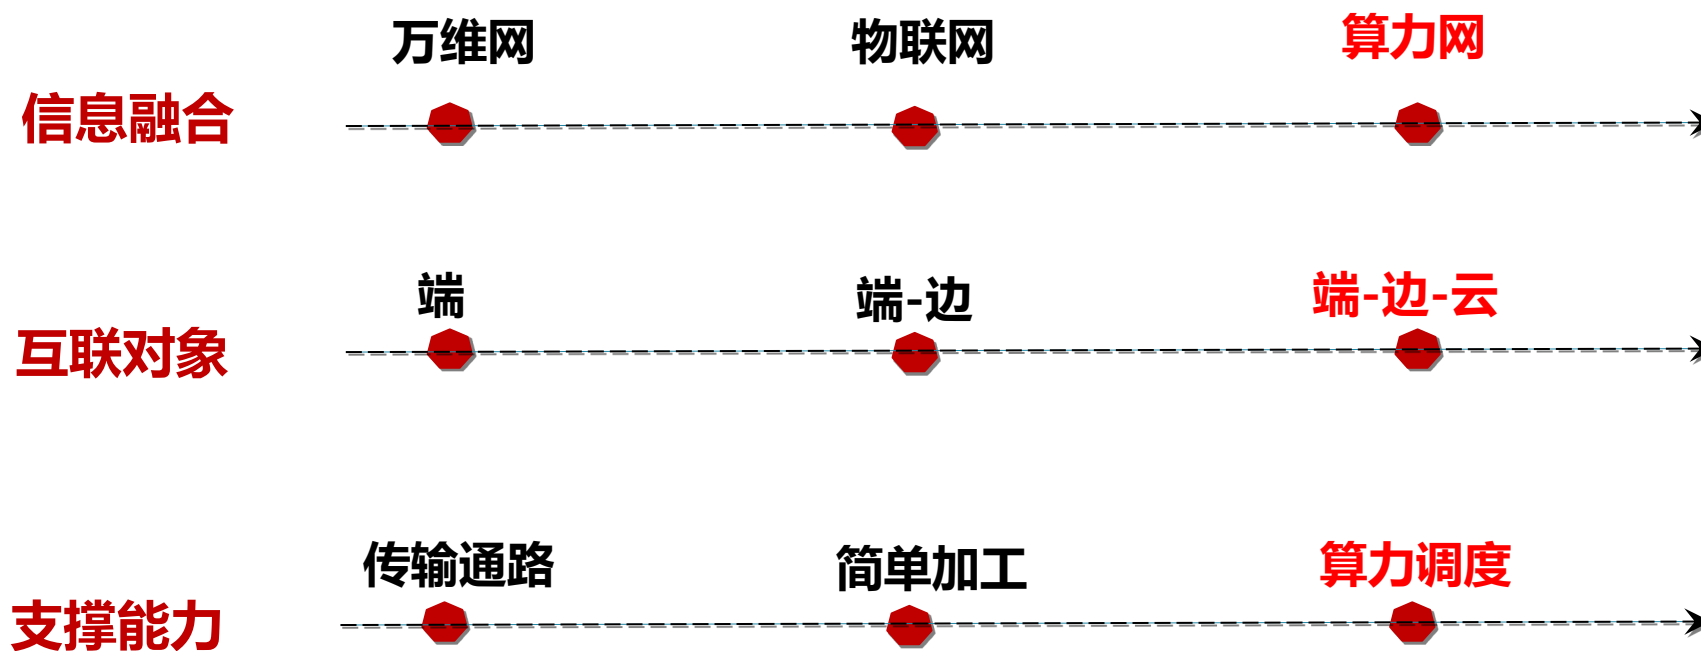 万维网 物联网 算力网
信息融合
端 端-边 端-边-云
互联对象
传输通路 简单加工 算力调度
支撑能力